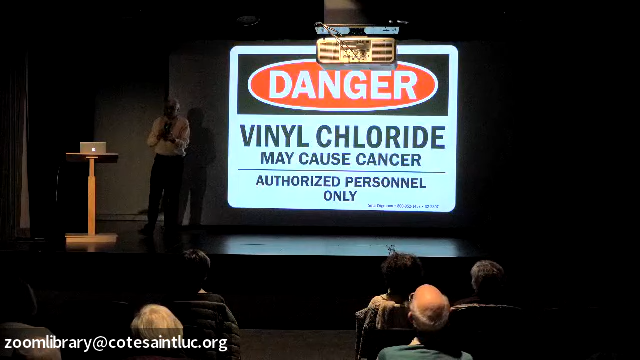 DANGER
VINYL CHLORIDE
MAY CAUSE CANCER
AUTHORIZED PERSONNEL
ONLY
zoomlibrary@cotesaintluc.org